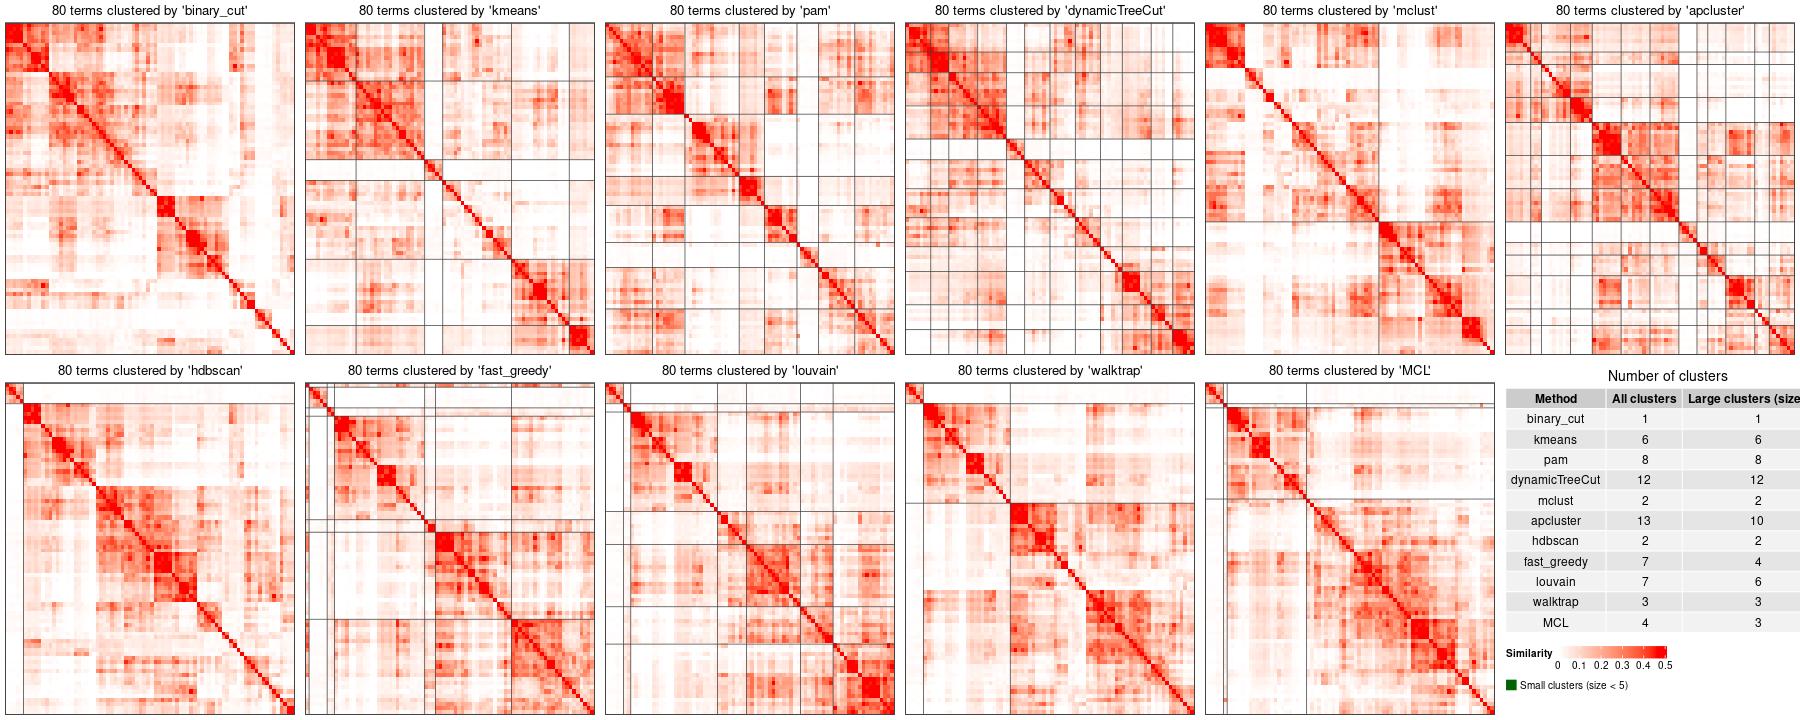 80 terms clustered by 'binary_cut'
80 terms clustered by 'kmeans'
80 terms clustered by 'pam'
80 terms clustered by 'dynamicTreeCut'
80 terms clustered by 'mclust'
80 terms clustered by 'apcluster'
80 terms clustered by 'hdbscan'
80 terms clustered by 'fast_greedy'
80 terms clustered by 'louvain'
80 terms clustered by 'walktrap'
80 terms clustered by 'MCL'
Number of clusters
Method All clusters Large clusters (size
binary_cut 1 1
kmeans 6 6
pam 8 8
dynamicTreeCut 12 12
mclust 2 2
apcluster 13 10
hdbscan 2 2
fast_greedy 7 4
louvain 7 6
walktrap 3 3
MCL 4 3
Similarity
0 0.1 0.2 0.3 0.4 0.5
Small clusters (size < 5)